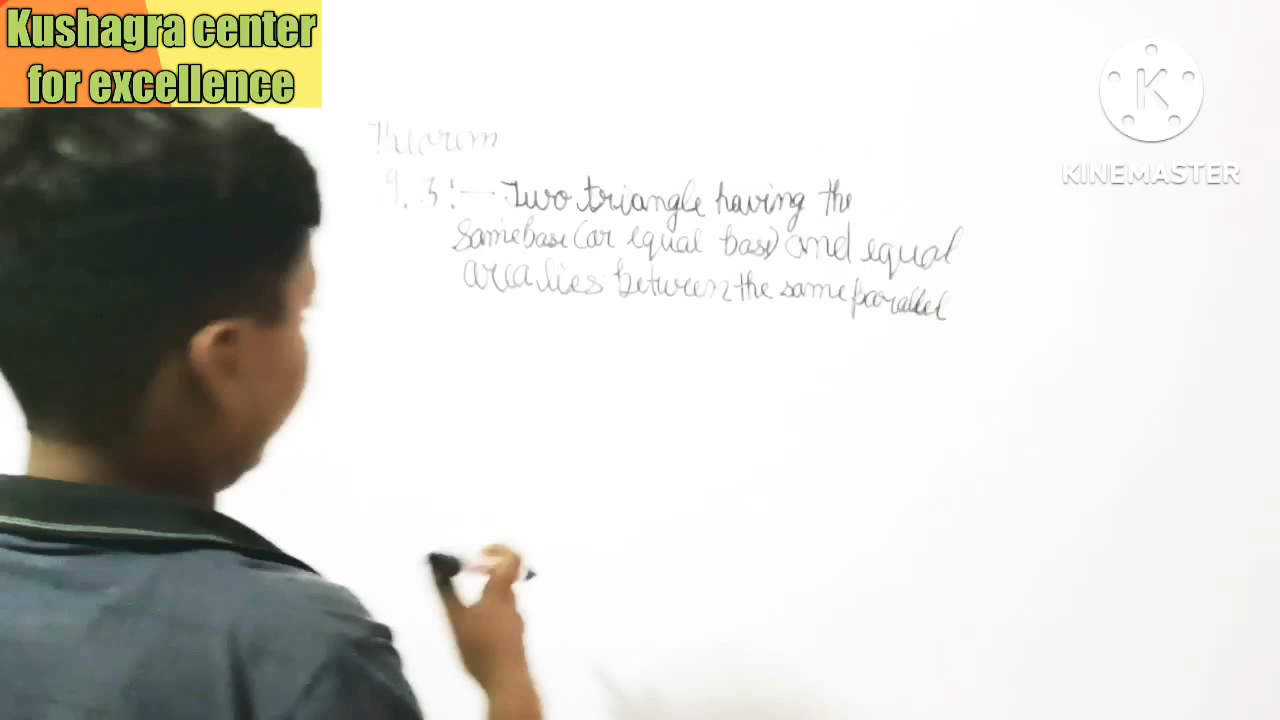 Kushagra center
for excellence
KINEMASTER
Theorem
9.3:— Two triangle having the
same base (or equal base) and equal
area lies between the same parallel